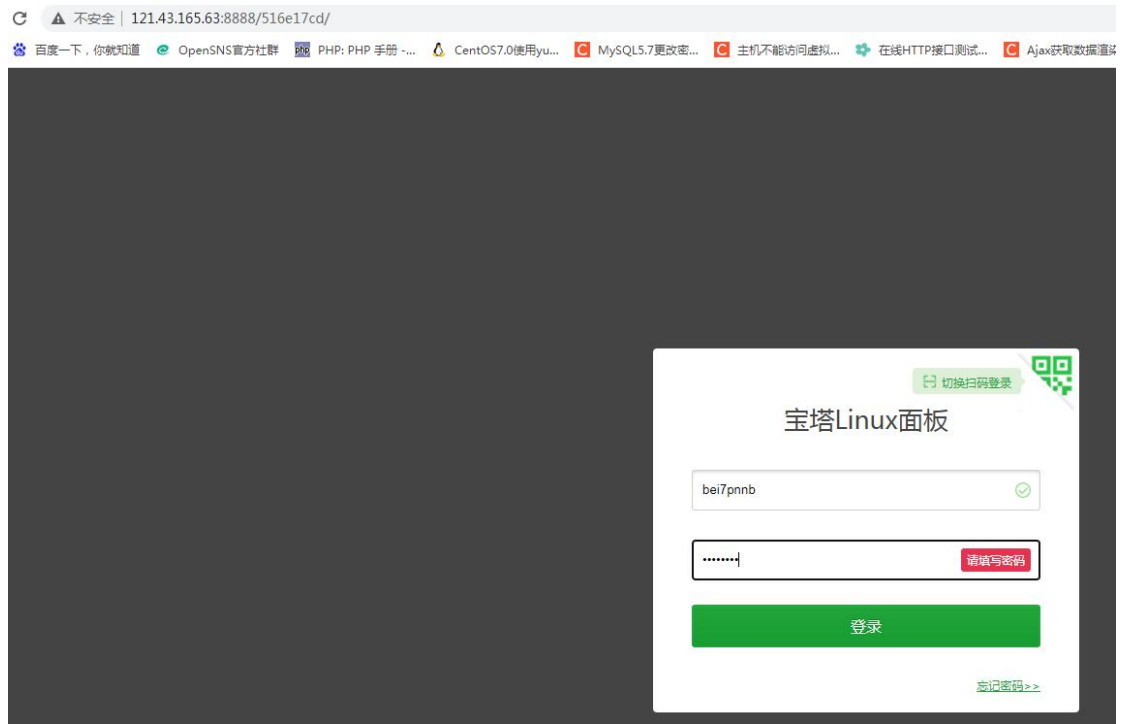 不安全 | 121.43.165.63:8888/516e17cd/
百度一下，你就知道 OpenSNS官方社群 php PHP: PHP 手册 -... CentOS7.0使用yu... C MySQL5.7更改密... C 主机不能访问虚拟... 在线HTTP接口测试... C Ajax获取数据渲染
切换扫码登录
宝塔Linux面板
bei7pnnb
•••••••• 请填写密码
登录
忘记密码>>